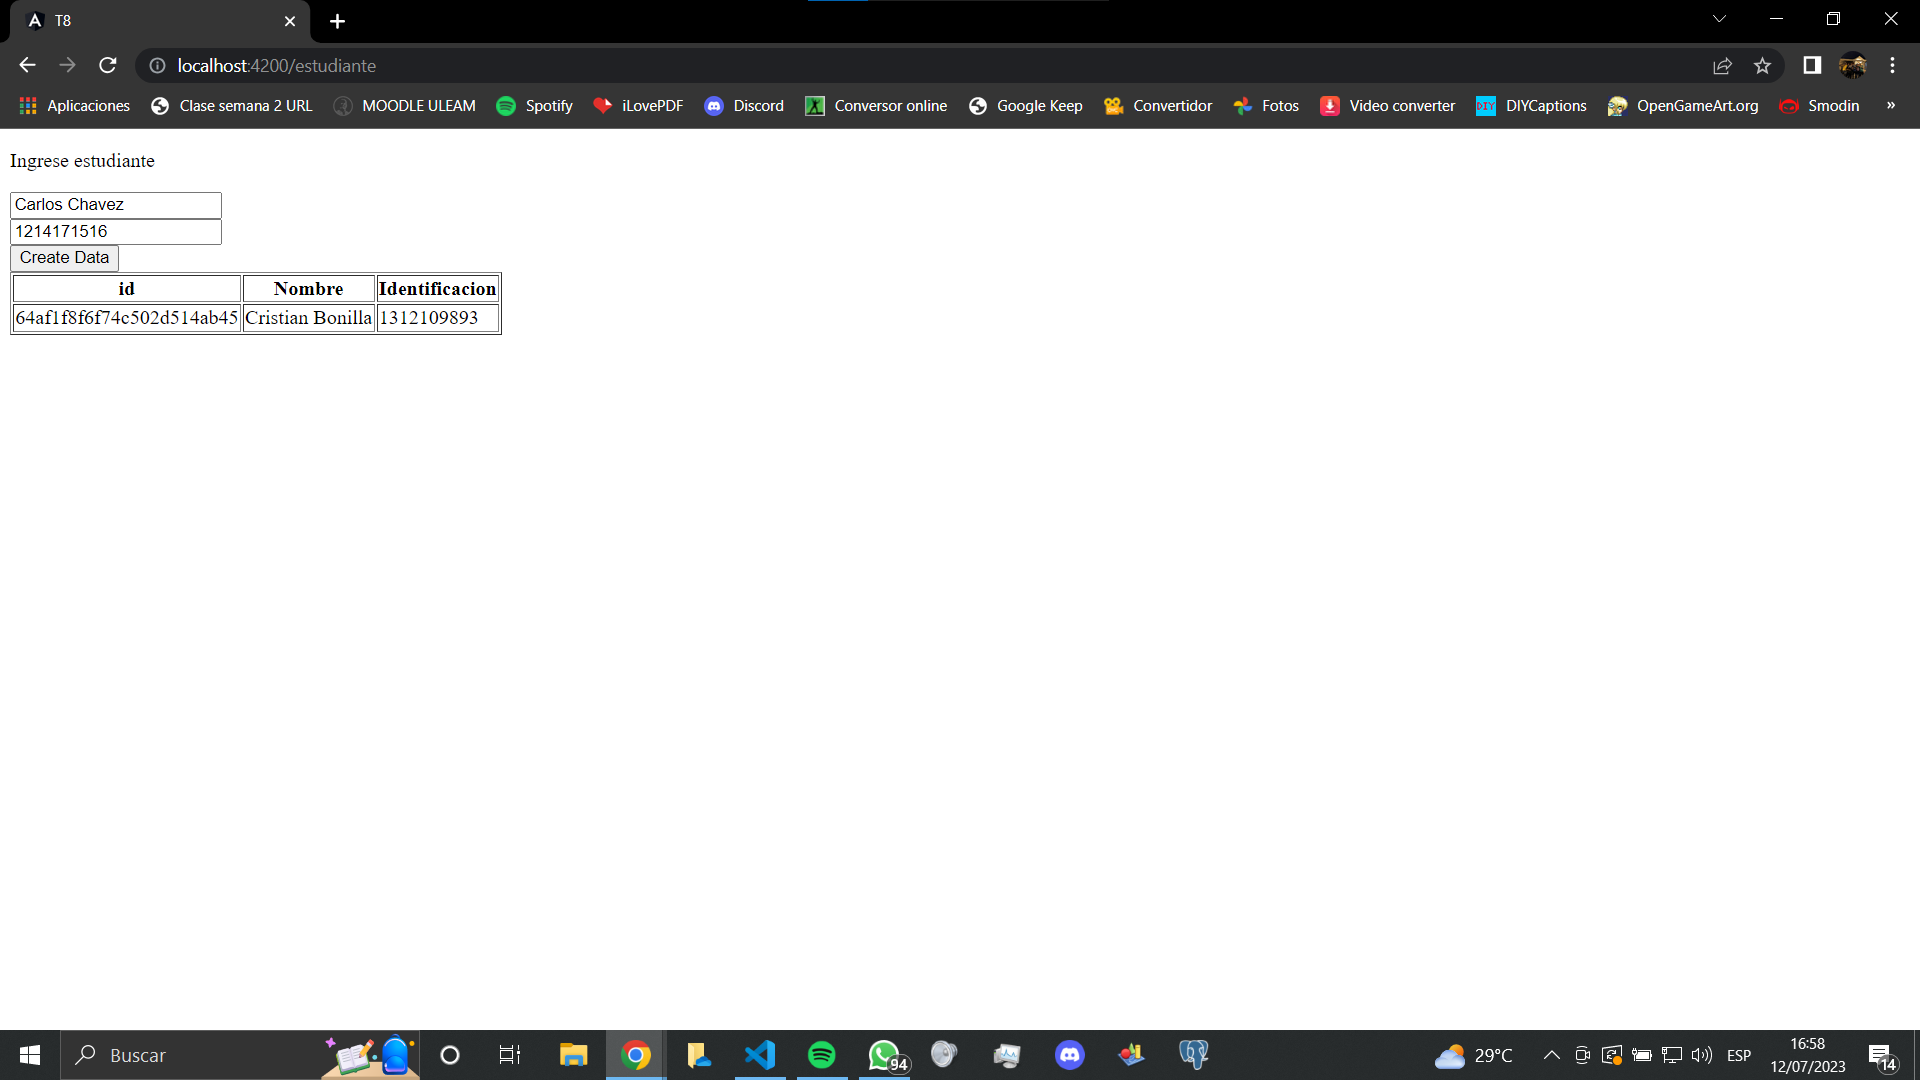 T8
localhost:4200/estudiante
Aplicaciones Clase semana 2 URL MOODLE ULEAM Spotify iLovePDF Discord Conversor online Google Keep Convertidor Fotos Video converter DIY DIYCaptions OpenGameArt.org Smodin »
Ingrese estudiante
Carlos Chavez
1214171516
Create Data
id Nombre Identificacion
64af1f8f6f74c502d514ab45 Cristian Bonilla 1312109893
Buscar 94 29°C ESP 16:58 14
12/07/2023